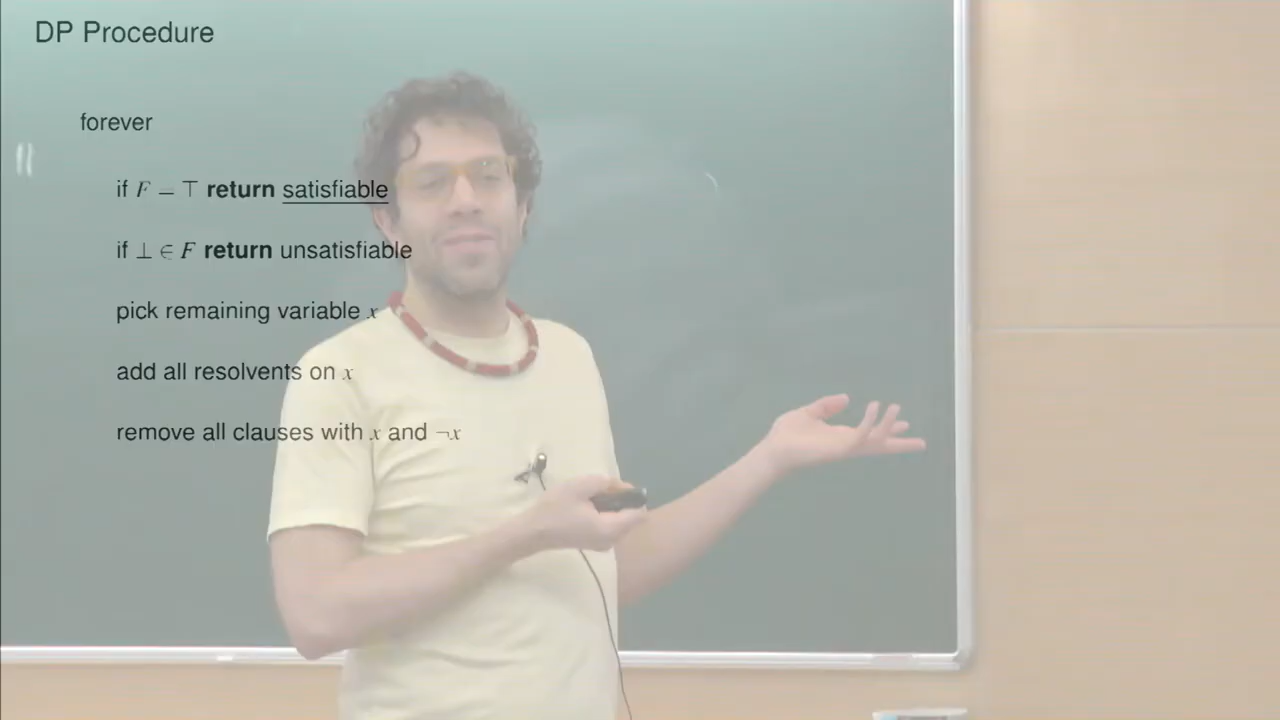 DP Procedure
forever
if F = ⊤ return satisfiable
if ⊥ ∈ F return unsatisfiable
pick remaining variable x
add all resolvents on x
remove all clauses with x and ¬x